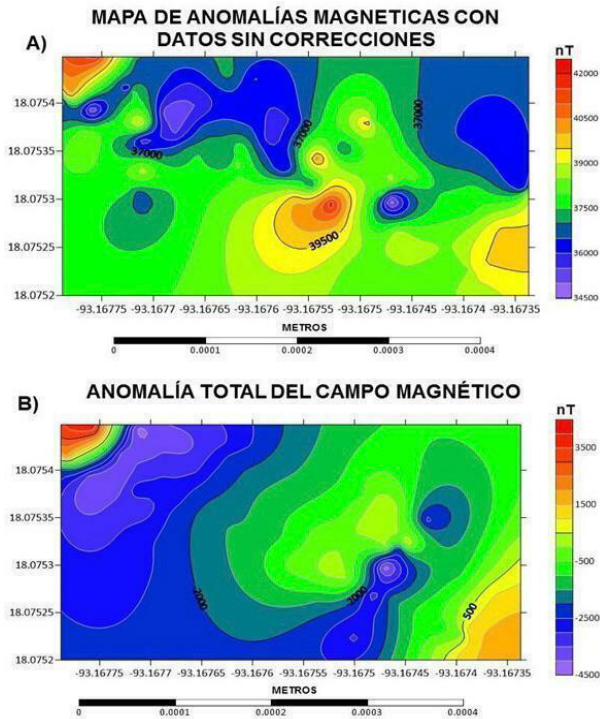 MAPA DE ANOMALÍAS MAGNETICAS CON
DATOS SIN CORRECCIONES
A)
nT
42000
40500
39000
37500
36000
34500
18.0754
18.07535
18.0753
18.07525
18.0752
37000
37000
37000
39500
-93.16775 -93.1677 -93.16765 -93.1676 -93.16755 -93.1675 -93.16745 -93.1674 -93.16735
METROS
0 0.0001 0.0002 0.0003 0.0004
ANOMALÍA TOTAL DEL CAMPO MAGNÉTICO
B)
nT
3500
1500
-500
-2500
-4500
18.0754
18.07535
18.0753
18.07525
18.0752
-2000
-2000
500
-93.16775 -93.1677 -93.16765 -93.1676 -93.16755 -93.1675 -93.16745 -93.1674 -93.16735
METROS
0 0.0001 0.0002 0.0003 0.0004